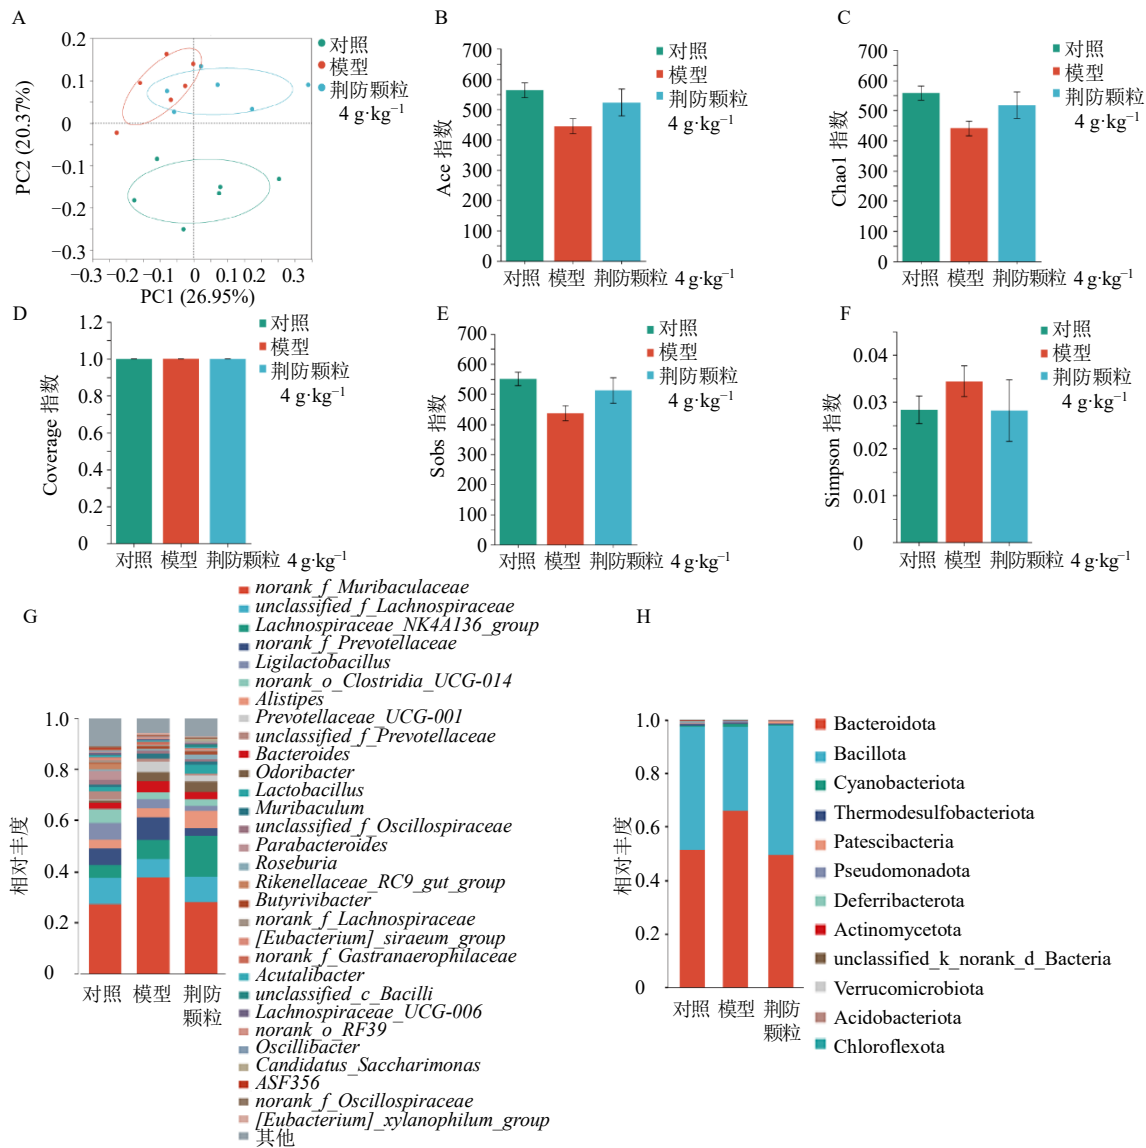 A
0.2
0.1
0
−0.1
−0.2
−0.3
PC2 (20.37%)
−0.3 −0.2 −0.1 0 0.1 0.2 0.3
PC1 (26.95%)
对照
模型
荆防颗粒
4 g·kg⁻¹
B
700
600
500
400
300
200
100
0
Ace 指数
对照 模型 荆防颗粒 4 g·kg⁻¹
对照
模型
荆防颗粒
4 g·kg⁻¹
C
700
600
500
400
300
200
100
0
Chao1 指数
对照 模型 荆防颗粒 4 g·kg⁻¹
对照
模型
荆防颗粒
4 g·kg⁻¹
D
1.2
1.0
0.8
0.6
0.4
0.2
0
Coverage 指数
对照 模型 荆防颗粒 4 g·kg⁻¹
对照
模型
荆防颗粒
4 g·kg⁻¹
E
700
600
500
400
300
200
100
0
Sobs 指数
对照 模型 荆防颗粒 4 g·kg⁻¹
对照
模型
荆防颗粒
4 g·kg⁻¹
F
0.04
0.03
0.02
0.01
0
Simpson 指数
对照 模型 荆防颗粒 4 g·kg⁻¹
对照
模型
荆防颗粒
4 g·kg⁻¹
G
1.0
0.8
0.6
0.4
0.2
0
相对丰度
对照 模型 荆防
颗粒
norank_f_Muribaculaceae
unclassified_f_Lachnospiraceae
Lachnospiraceae_NK4A136_group
norank_f_Prevotellaceae
Ligilactobacillus
norank_o_Clostridia_UCG-014
Alistipes
Prevotellaceae_UCG-001
unclassified_f_Prevotellaceae
Bacteroides
Odoribacter
Lactobacillus
Muribaculum
unclassified_f_Oscillospiraceae
Parabacteroides
Roseburia
Rikenellaceae_RC9_gut_group
Butyrivibacter
norank_f_Lachnospiraceae
[Eubacterium]_siraeum_group
norank_f_Gastranaerophilaceae
Acutalibacter
unclassified_c_Bacilli
Lachnospiraceae_UCG-006
norank_o_RF39
Oscillibacter
Candidatus_Saccharimonas
ASF356
norank_f_Oscillospiraceae
[Eubacterium]_xylanophilum_group
其他
H
1.0
0.8
0.6
0.4
0.2
0
相对丰度
对照 模型 荆防
颗粒
Bacteroidota
Bacillota
Cyanobacteriota
Thermodesulfobacteriota
Patescibacteria
Pseudomonadota
Deferribacterota
Actinomycetota
unclassified_k_norank_d_Bacteria
Verrucomicrobiota
Acidobacteriota
Chloroflexota